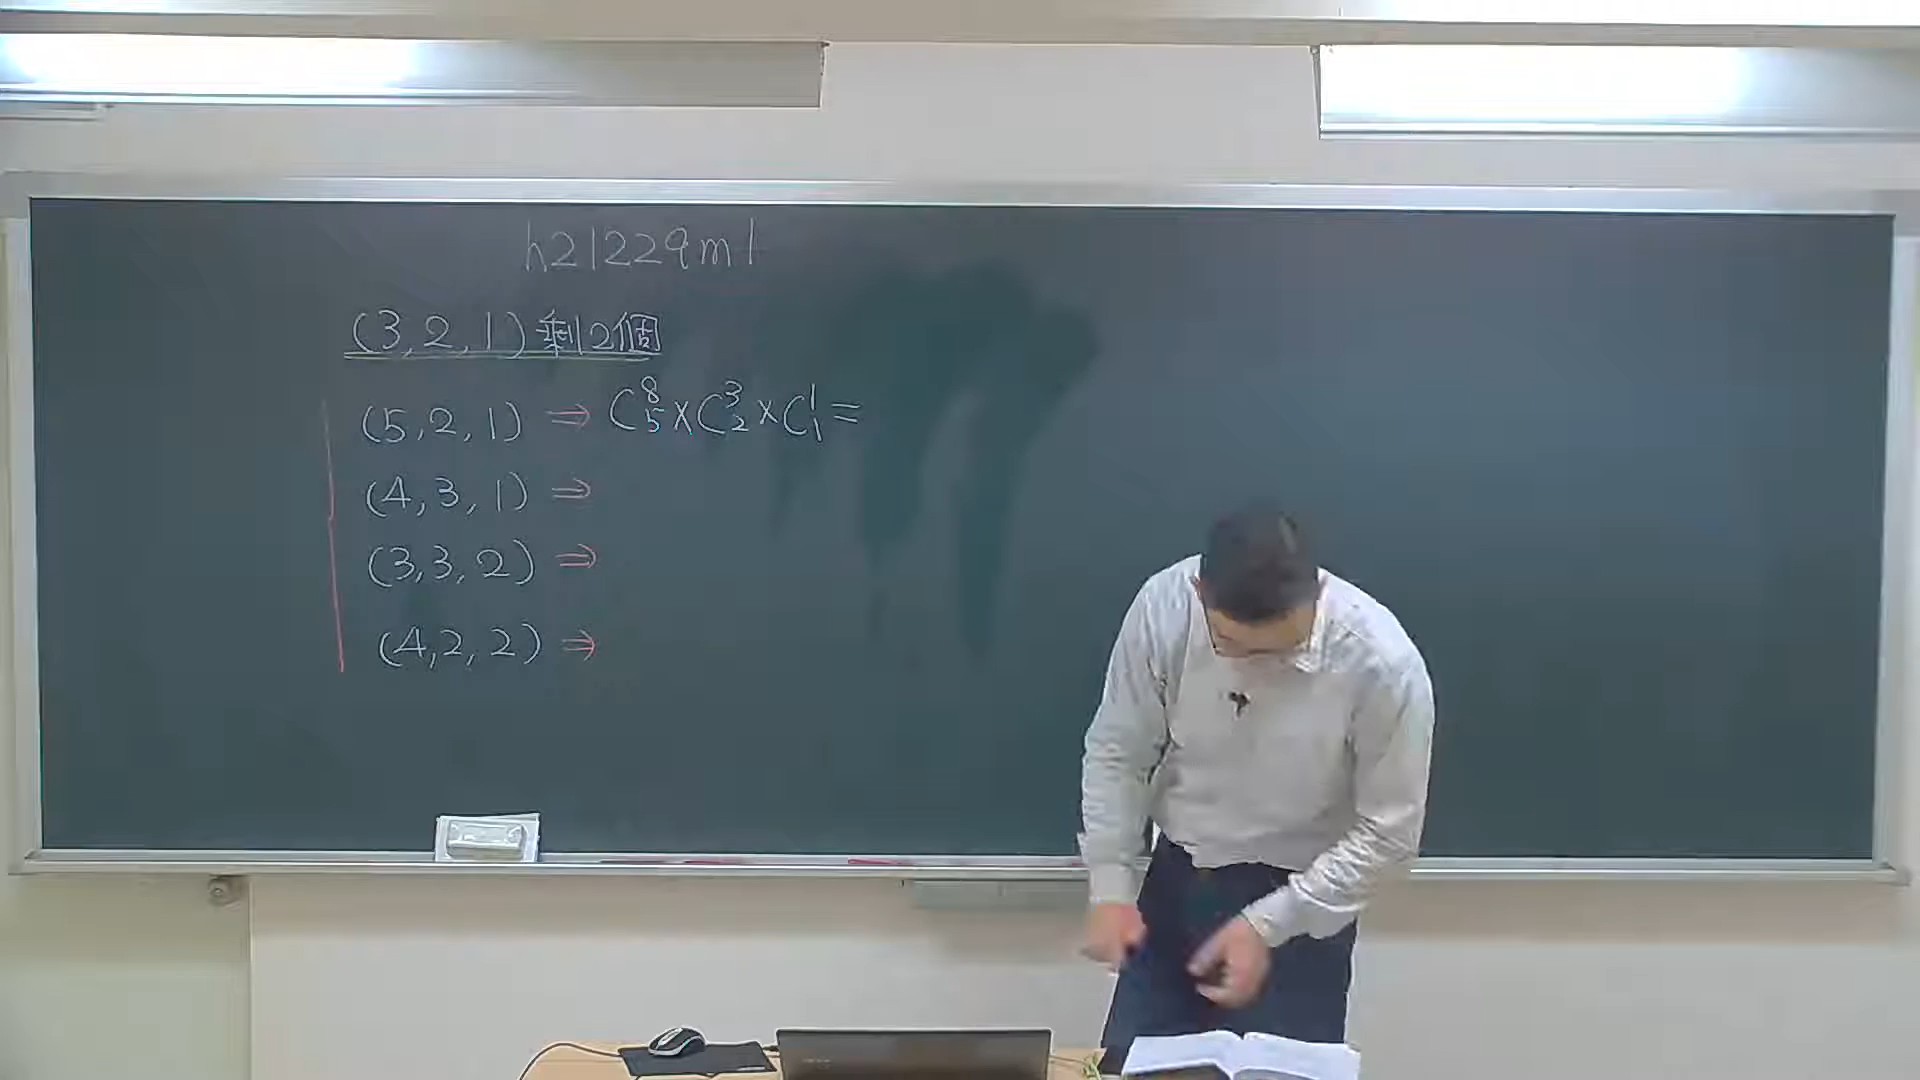 h21229m1
(3,2,1)剩2個
(5,2,1) ⇒ C⁸₅×C³₂×C¹₁=
(4,3,1) ⇒
(3,3,2) ⇒
(4,2,2) ⇒